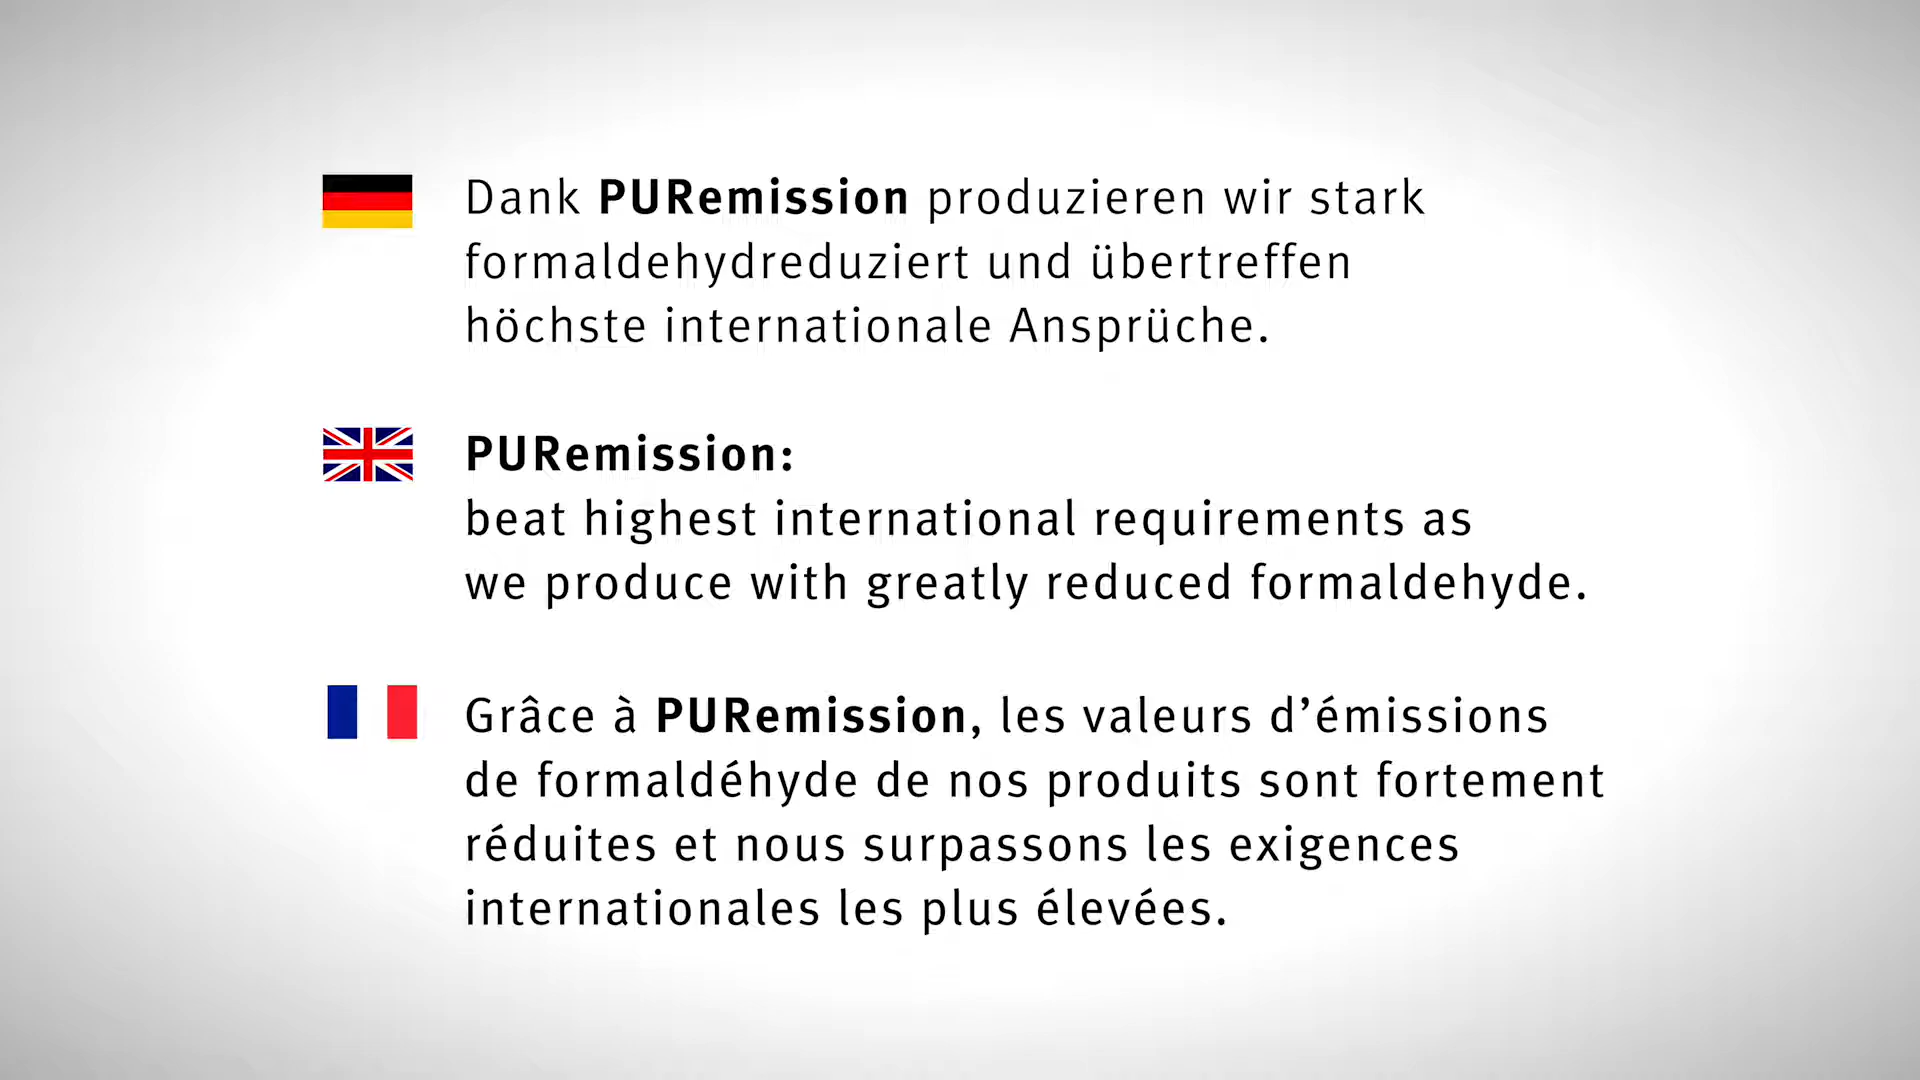 Dank PURemission produzieren wir stark
formaldehydreduziert und übertreffen
höchste internationale Ansprüche.
PURemission:
beat highest international requirements as
we produce with greatly reduced formaldehyde.
Grâce à PURemission, les valeurs d’émissions
de formaldéhyde de nos produits sont fortement
réduites et nous surpassons les exigences
internationales les plus élevées.